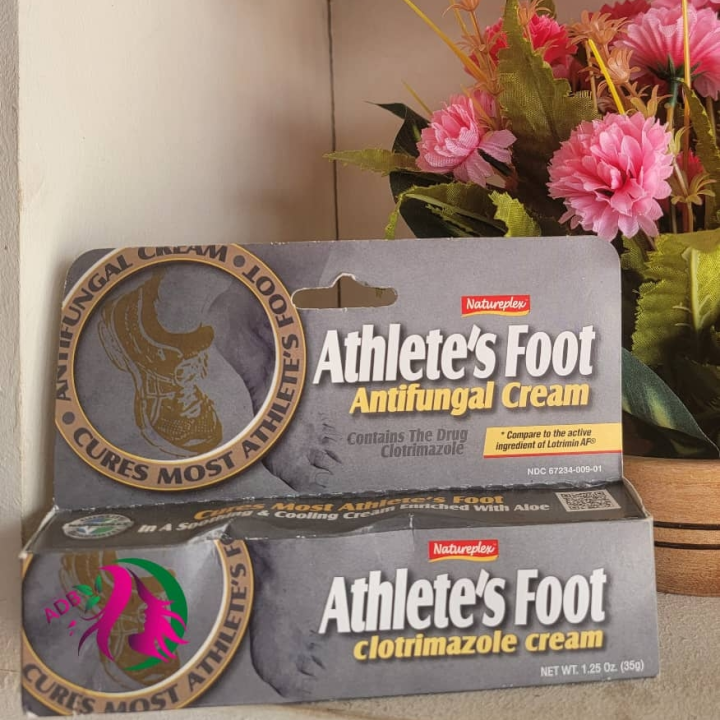 ANTIFUNGAL CREAM • CURES MOST ATHLETE'S FOOT •
Natureplex
Athlete's Foot
Antifungal Cream
Contains The Drug
Clotrimazole
* Compare to the active
ingredient of Lotrimin AF®
NDC 67234-009-01
Cures Most Athlete's Foot
In A Soothing & Cooling Cream Enriched With Aloe
Natureplex
Athlete's Foot
clotrimazole cream
NET WT. 1.25 Oz. (35g)
CURES MOST ATHLETE'S F
ADB